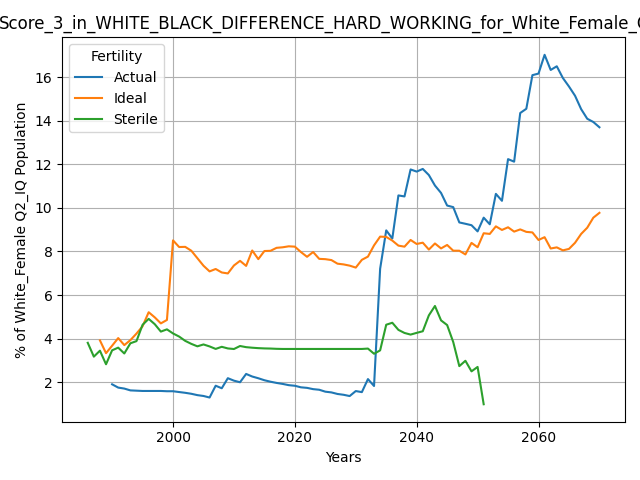 Score_3_in_WHITE_BLACK_DIFFERENCE_HARD_WORKING_for_White_Female_
Fertility
Actual
Ideal
Sterile
% of White_Female Q2_IQ Population
16
14
12
10
8
6
4
2
2000
2020
2040
2060
Years